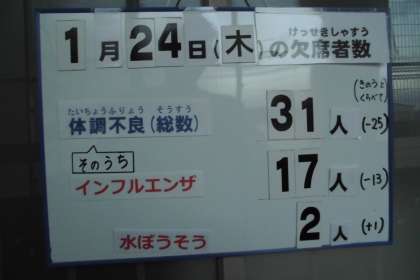 けっせきしゃすう
1月24日(木)の欠席者数
きのうと
くらべて
たいちょうふりょう そうすう
体調不良(総数) 31人 (-25)
そのうち
インフルエンザ 17人 (-13)
水ぼうそう 2人 (+1)